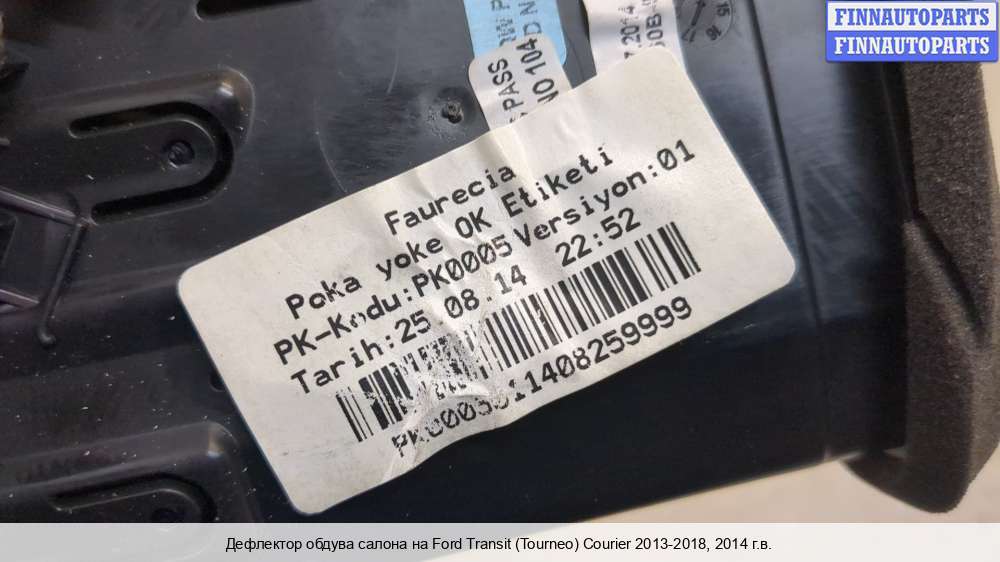 FINNAUTOPARTS
FINNAUTOPARTS
PASS
NO 104
Faurecia
Poka yoke OK Etiketi
PK-Kodu:PK0005 Versiyon:01
Tarih:25 08.14 22:52
Дефлектор обдува салона на Ford Transit (Tourneo) Courier 2013-2018, 2014 г.в.